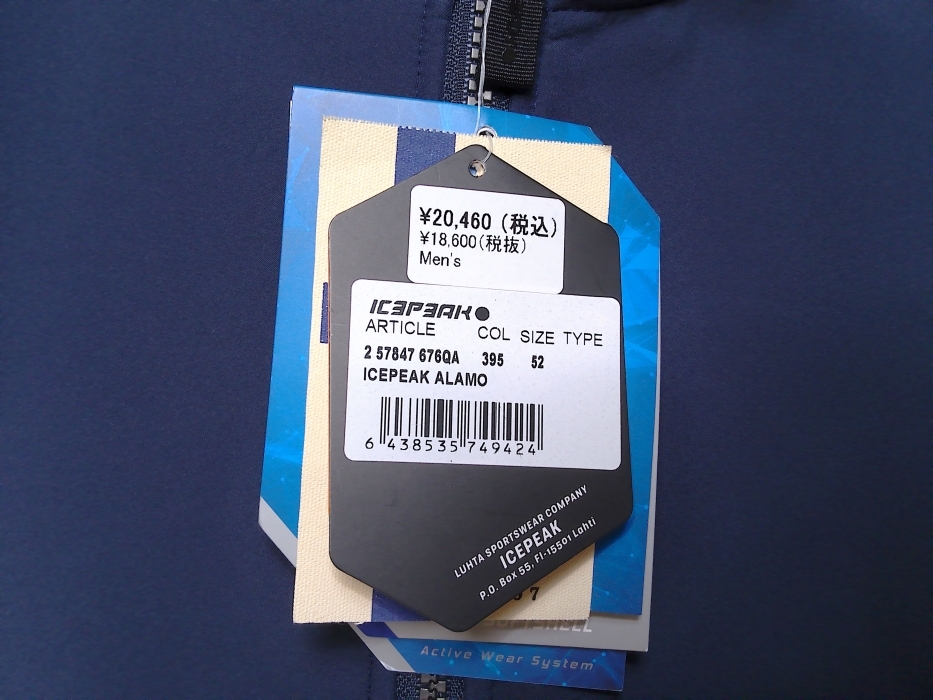 ¥20,460（税込）
¥18,600（税抜）
Men's
ICEPEAK
ARTICLE COL SIZE TYPE
2 57847 676QA 395 52
ICEPEAK ALAMO
6 438535 749424
LUHTA SPORTSWEAR COMPANY
ICEPEAK
P.O. Box 55, FI-15501 Lahti
7
Active Wear System